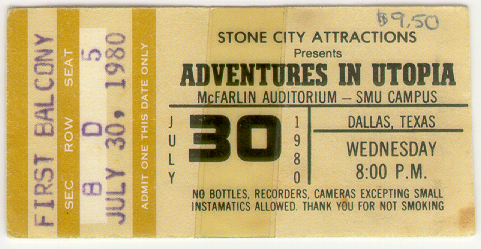 $9.50
STONE CITY ATTRACTIONS
Presents
ADVENTURES IN UTOPIA
McFARLIN AUDITORIUM – SMU CAMPUS
JULY
30
1980
DALLAS, TEXAS
WEDNESDAY
8:00 P.M.
NO BOTTLES, RECORDERS, CAMERAS EXCEPTING SMALL
INSTAMATICS ALLOWED. THANK YOU FOR NOT SMOKING
FIRST BALCONY
SEC ROW SEAT
B D 5
JULY 30, 1980
ADMIT ONE THIS DATE ONLY